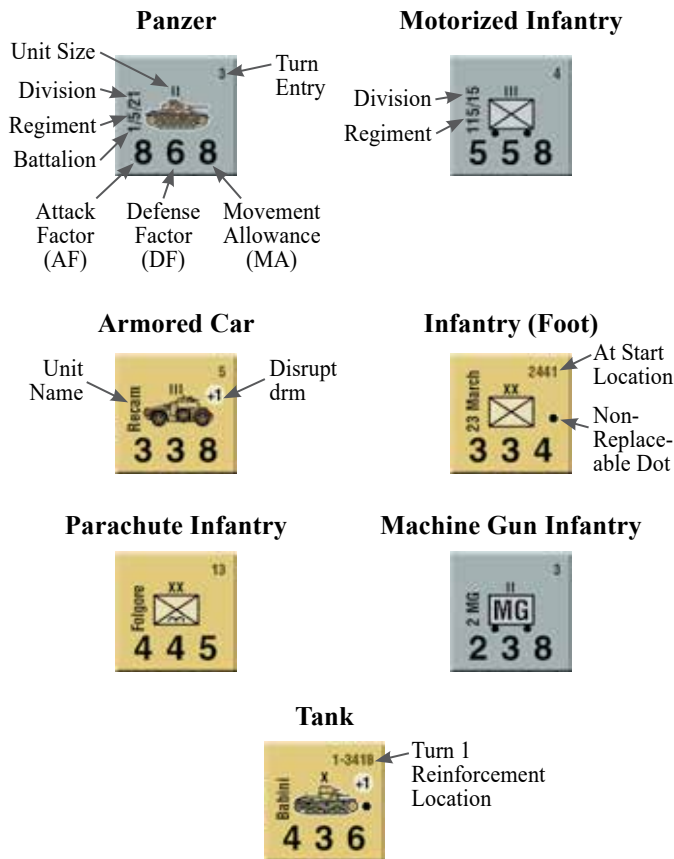 Panzer
Unit Size
Division
Regiment
Battalion
3
II
1/5/21
8 6 8
Turn
Entry
Attack
Factor
(AF)
Defense
Factor
(DF)
Movement
Allowance
(MA)
Motorized Infantry
Division
Regiment
4
III
115/15
5 5 8
Armored Car
Unit
Name
5
III
+1
Recam
3 3 8
Disrupt
drm
Infantry (Foot)
2441
XX
23 March
3 3 4
At Start
Location
Non-
Replace-
able Dot
Parachute Infantry
13
XX
Folgore
4 4 5
Machine Gun Infantry
3
II
2 MG
MG
2 3 8
Tank
1-3418
X
+1
Babini
4 3 6
Turn 1
Reinforcement
Location